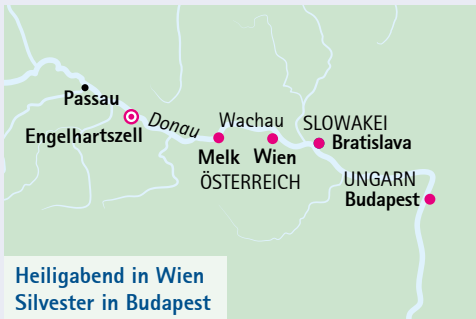 Passau
Engelhartszell
Donau
Wachau
Melk
Wien
ÖSTERREICH
SLOWAKEI
Bratislava
UNGARN
Budapest
Heiligabend in Wien
Silvester in Budapest